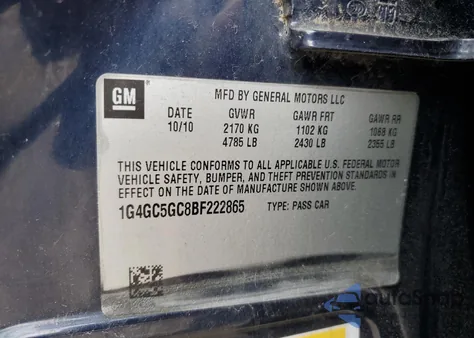 GM
MFD BY GENERAL MOTORS LLC
DATE GVWR GAWR FRT GAWR RR
10/10 2170 KG 1102 KG 1068 KG
4785 LB 2430 LB 2355 LB
THIS VEHICLE CONFORMS TO ALL APPLICABLE U.S. FEDERAL MOTOR
VEHICLE SAFETY, BUMPER, AND THEFT PREVENTION STANDARDS IN
EFFECT ON THE DATE OF MANUFACTURE SHOWN ABOVE.
1G4GC5GC8BF222865 TYPE: PASS CAR